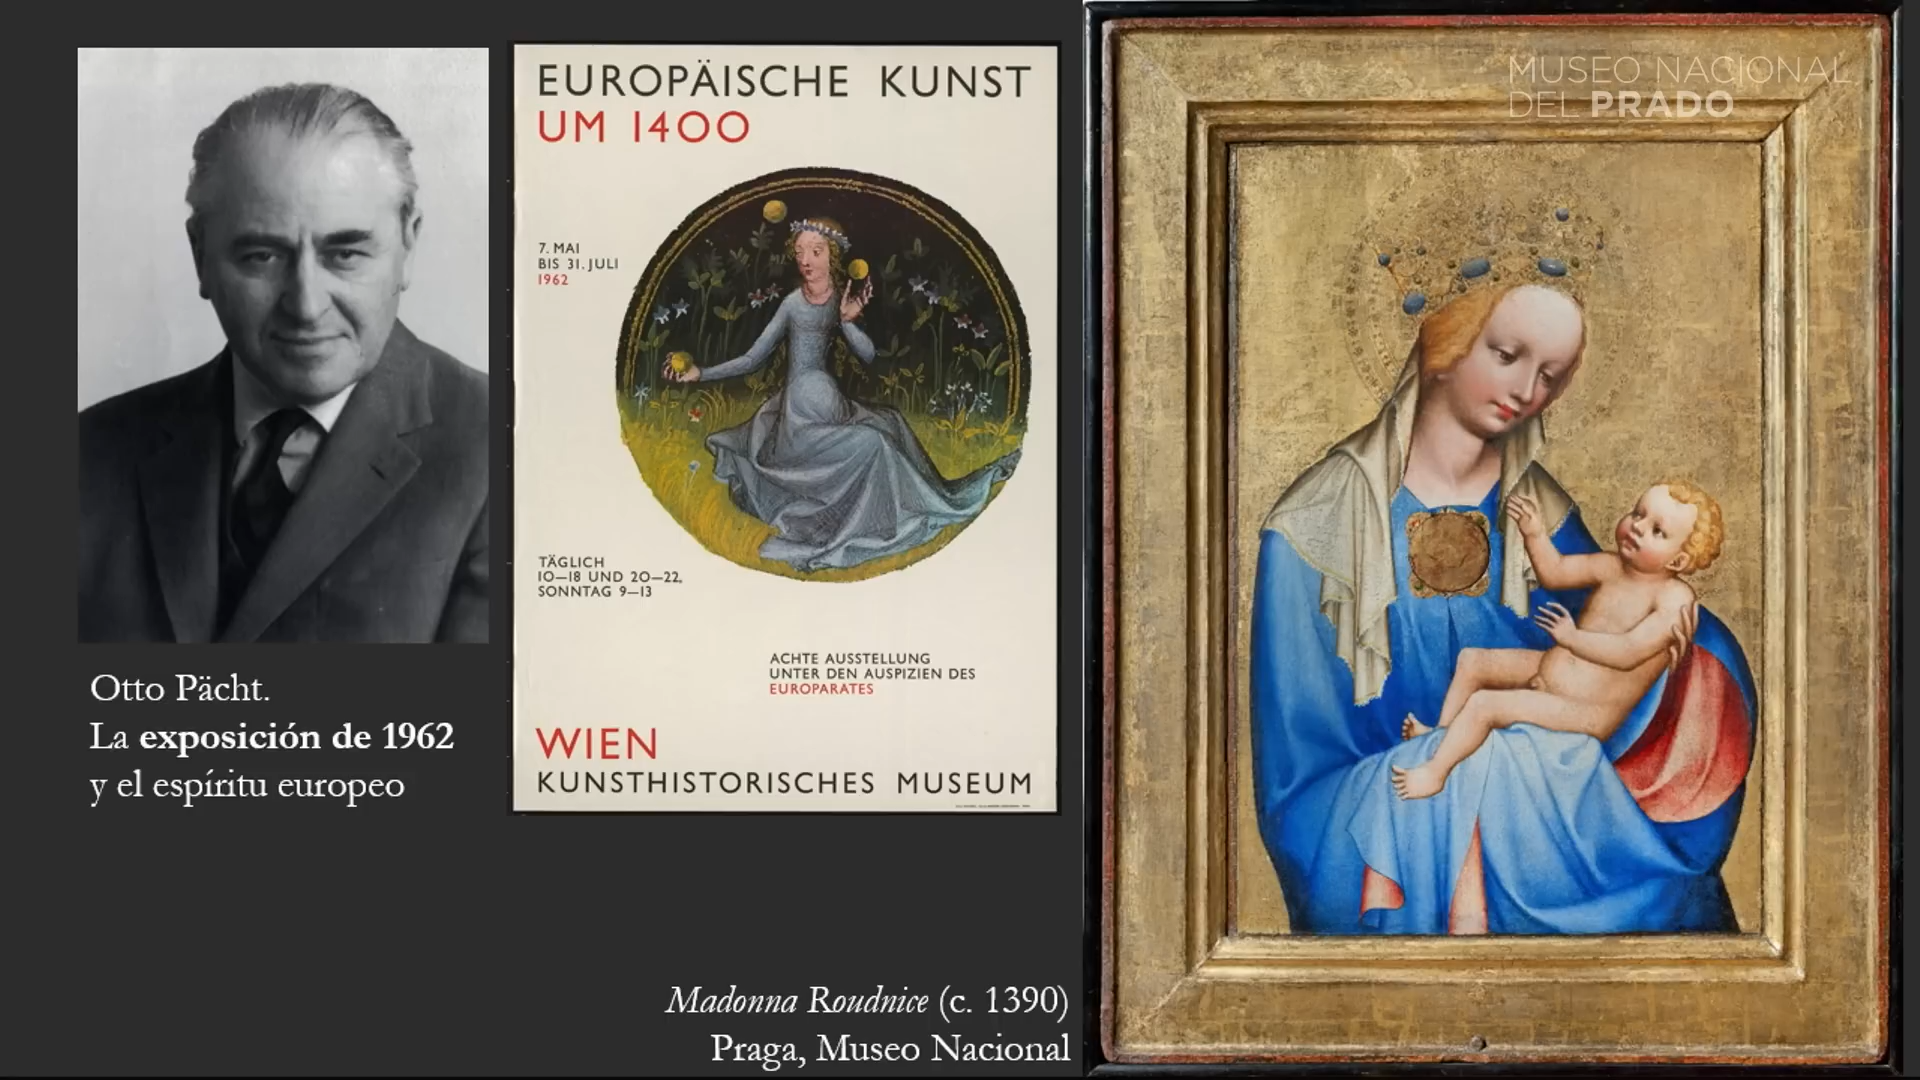 MUSEO NACIONAL
DEL PRADO
EUROPÄISCHE KUNST
UM 1400
7. MAI
BIS 31. JULI
1962
TÄGLICH
10—18 UND 20—22,
SONNTAG 9—13
ACHTE AUSSTELLUNG
UNTER DEN AUSPIZIEN DES
EUROPARATES
WIEN
KUNSTHISTORISCHES MUSEUM
Otto Pächt.
La exposición de 1962
y el espíritu europeo
Madonna Roudnice (c. 1390)
Praga, Museo Nacional